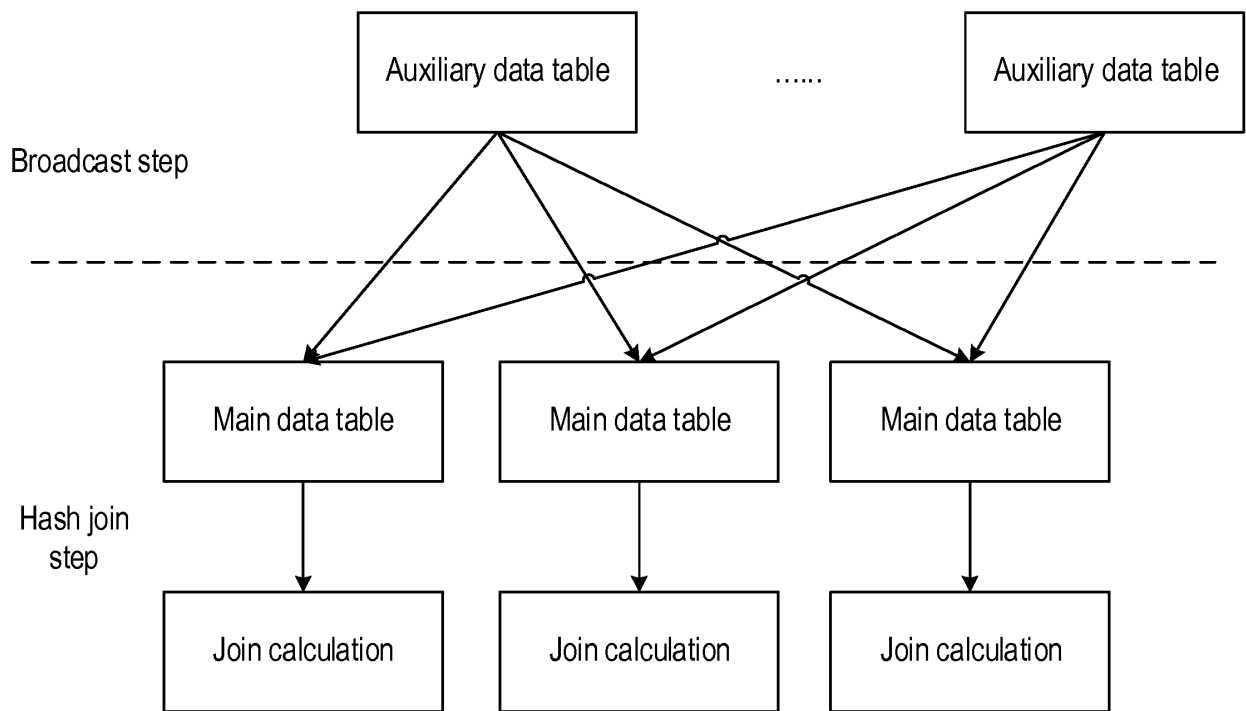 Auxiliary data table
......
Auxiliary data table
Broadcast step
Main data table
Main data table
Main data table
Hash join
step
Join calculation
Join calculation
Join calculation